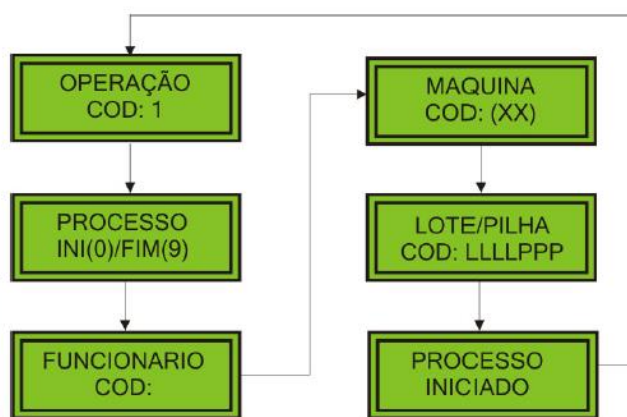 OPERAÇÃO
COD: 1
PROCESSO
INI(0)/FIM(9)
FUNCIONARIO
COD:
MAQUINA
COD: (XX)
LOTE/PILHA
COD: LLLLPPP
PROCESSO
INICIADO